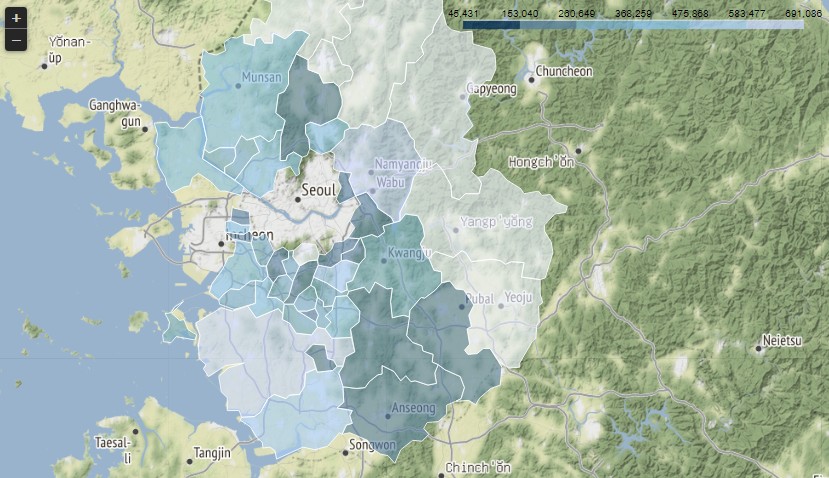 +
−
45,431 153,040 260,649 368,259 475,868 583,477 691,086
Yŏnan-
ŭp
Munsan
Chuncheon
Gapyeong
Ganghwa-
gun
Hongch'ŏn
Namyangju
Wabu
Seoul
Yangp'yŏng
Incheon
Kwangju
Pubal
Yeoju
Neietsu
Anseong
Taesal-
li
Tangjin
Songwon
Chinch'ŏn